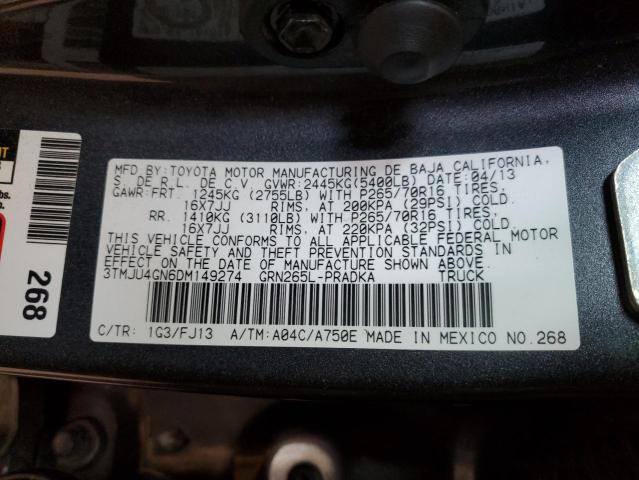 MFD BY: TOYOTA MOTOR MANUFACTURING DE BAJA CALIFORNIA,
S. DE R.L. DE C.V. GVWR:2445KG(5400LB) DATE:04/13
GAWR:FRT. 1245KG (2755LB) WITH P265/70R16 TIRES,
16X7JJ RIMS, AT 200KPA (29PSI) COLD.
RR. 1410KG (3110LB) WITH P265/70R16 TIRES,
16X7JJ RIMS, AT 220KPA (32PSI) COLD.
THIS VEHICLE CONFORMS TO ALL APPLICABLE FEDERAL MOTOR
VEHICLE SAFETY AND THEFT PREVENTION STANDARDS IN
EFFECT ON THE DATE OF MANUFACTURE SHOWN ABOVE.
3TMJU4GN6DM149274 GRN265L-PRADKA TRUCK
C/TR: 1G3/FJ13 A/TM:A04C/A750E MADE IN MEXICO NO.268
268
lbs.